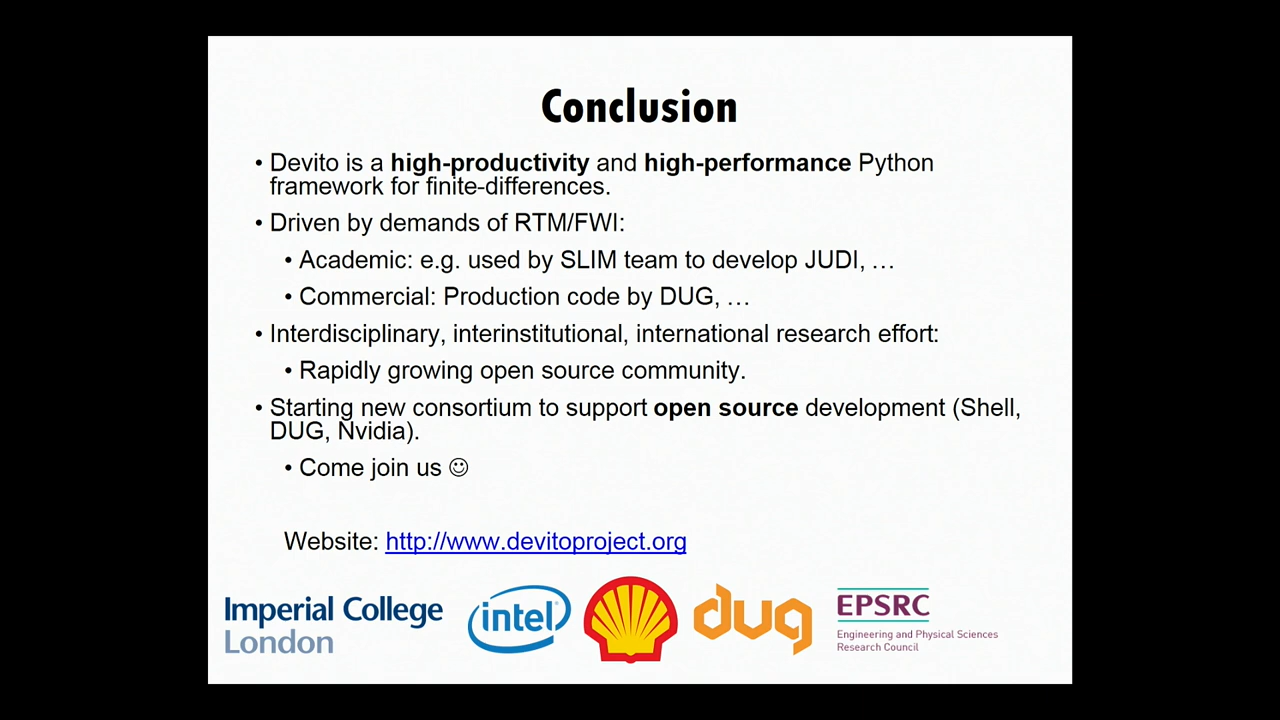 Conclusion
• Devito is a high-productivity and high-performance Python
framework for finite-differences.
• Driven by demands of RTM/FWI:
• Academic: e.g. used by SLIM team to develop JUDI, …
• Commercial: Production code by DUG, …
• Interdisciplinary, interinstitutional, international research effort:
• Rapidly growing open source community.
• Starting new consortium to support open source development (Shell,
DUG, Nvidia).
• Come join us ☺
Website: http://www.devitoproject.org
Imperial College
London
intel
dug
EPSRC
Engineering and Physical Sciences
Research Council